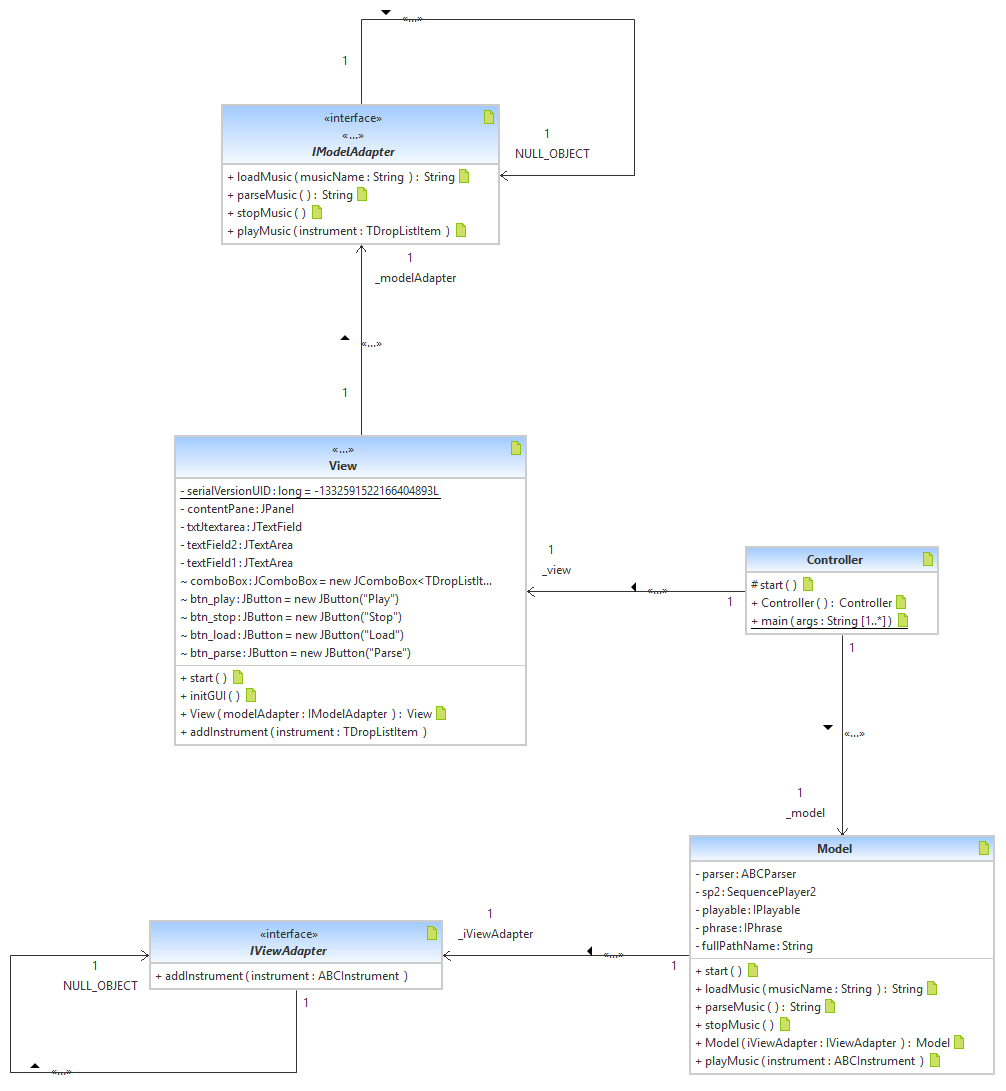 «...»
1
«interface»
«...»
IModelAdapter
1
NULL_OBJECT
+ loadMusic ( musicName : String ) : String
+ parseMusic ( ) : String
+ stopMusic ( )
+ playMusic ( instrument : TDropListItem )
1
_modelAdapter
«...»
1
«...»
View
- serialVersionUID : long = -1332591522166404893L
- contentPane : JPanel
- txtJtextarea : JTextField
- textField2 : JTextArea
- textField1 : JTextArea
~ comboBox : JComboBox = new JComboBox<TDropListIt...
~ btn_play : JButton = new JButton("Play")
~ btn_stop : JButton = new JButton("Stop")
~ btn_load : JButton = new JButton("Load")
~ btn_parse : JButton = new JButton("Parse")
+ start ( )
+ initGUI ( )
+ View ( modelAdapter : IModelAdapter ) : View
+ addInstrument ( instrument : TDropListItem )
1
_view
«...»
1
Controller
# start ( )
+ Controller ( ) : Controller
+ main ( args : String [1..*] )
1
«...»
1
_model
Model
- parser : ABCParser
- sp2 : SequencePlayer2
- playable : IPlayable
- phrase : IPhrase
- fullPathName : String
+ start ( )
+ loadMusic ( musicName : String ) : String
+ parseMusic ( ) : String
+ stopMusic ( )
+ Model ( iViewAdapter : IViewAdapter ) : Model
+ playMusic ( instrument : ABCInstrument )
1
_iViewAdapter
«...»
1
«interface»
IViewAdapter
+ addInstrument ( instrument : ABCInstrument )
1
NULL_OBJECT
1
«...»